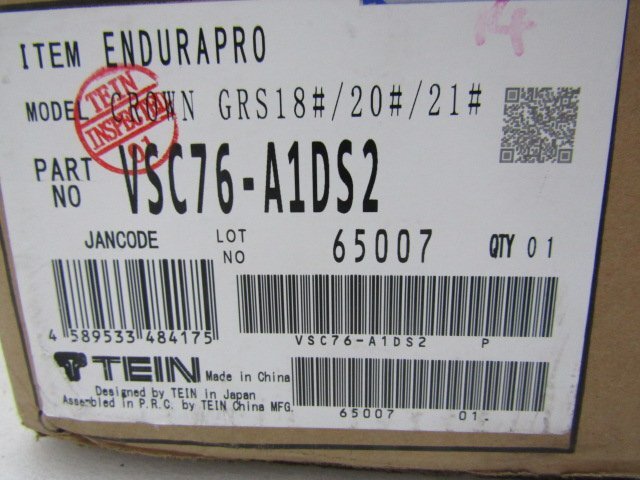 ITEM ENDURAPRO
MODEL CROWN GRS18#/20#/21#
TEIN
INSPECTION
01
PART NO VSC76-A1DS2
JANCODE
LOT NO 65007 QTY 01
4 589533 484175
VSC76-A1DS2 P
TEIN Made in China
Designed by TEIN in Japan
Assembled in P.R.C. by TEIN China MFG.
65007 01-